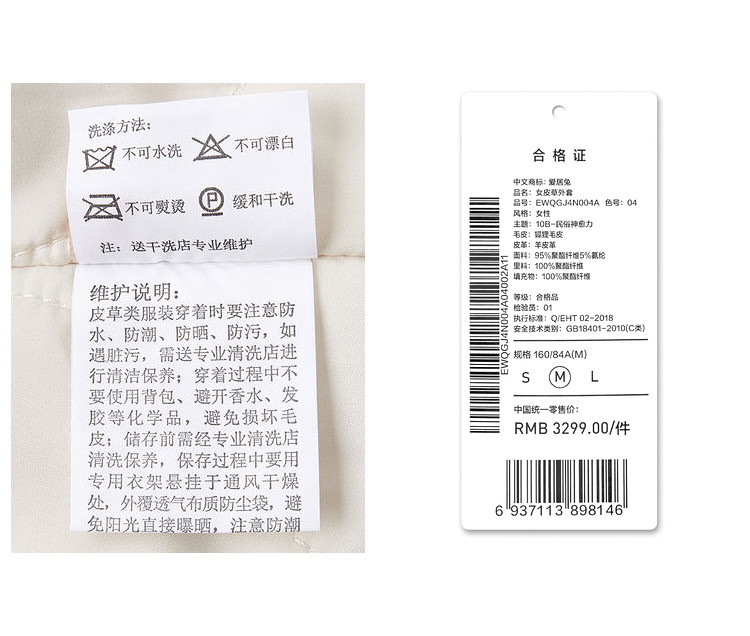 洗涤方法：
不可水洗 不可漂白
不可熨烫 P 缓和干洗
注：送干洗店专业维护
维护说明：
皮草类服装穿着时要注意防
水、防潮、防晒、防污，如
遇脏污，需送专业清洗店进
行清洁保养；穿着过程中不
要使用背包、避开香水、发
胶等化学品，避免损坏毛
皮；储存前需经专业清洗店
清洗保养，保存过程中要用
专用衣架悬挂于通风干燥
处，外覆透气布质防尘袋，避
免阳光直接曝晒，注意防潮
合格证
中文商标：爱居兔
品名：女皮草外套
品号：EWQGJ4N004A 色号：04
风格：女性
主题：10B-民俗神愈力
毛皮：狐狸毛皮
皮革：羊皮革
面料：95%聚酯纤维5%氨纶
里料：100%聚酯纤维
填充物：100%聚酯纤维
等级：合格品
检验员：01
执行标准：Q/EHT 02-2018
安全技术类别：GB18401-2010(C类)
EWQGJ4N004A04002A11
规格 160/84A(M)
S M L
中国统一零售价：
RMB 3299.00/件
6 937113 898146